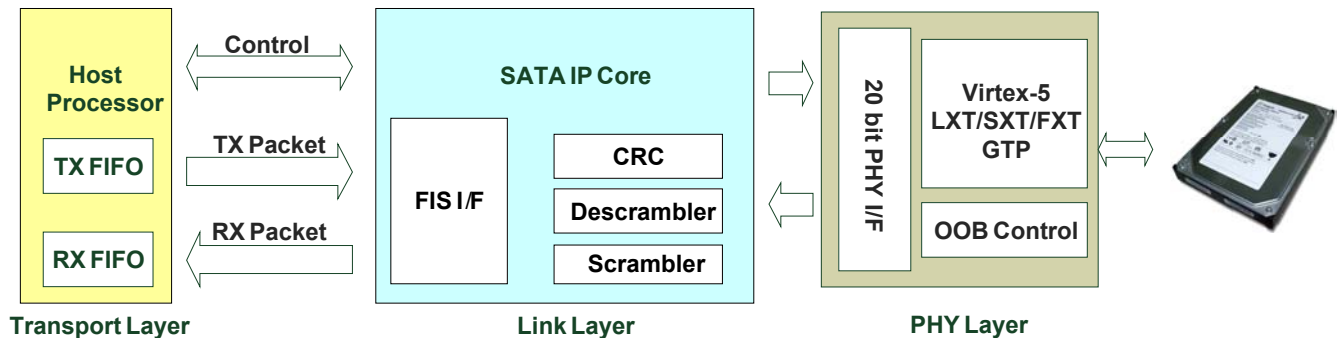 Control
Host
Processor
TX FIFO
TX Packet
RX Packet
RX FIFO
Transport Layer
SATA IP Core
FIS I/F
CRC
Descrambler
Scrambler
Link Layer
20 bit PHY I/F
Virtex-5
LXT/SXT/FXT
GTP
OOB Control
PHY Layer